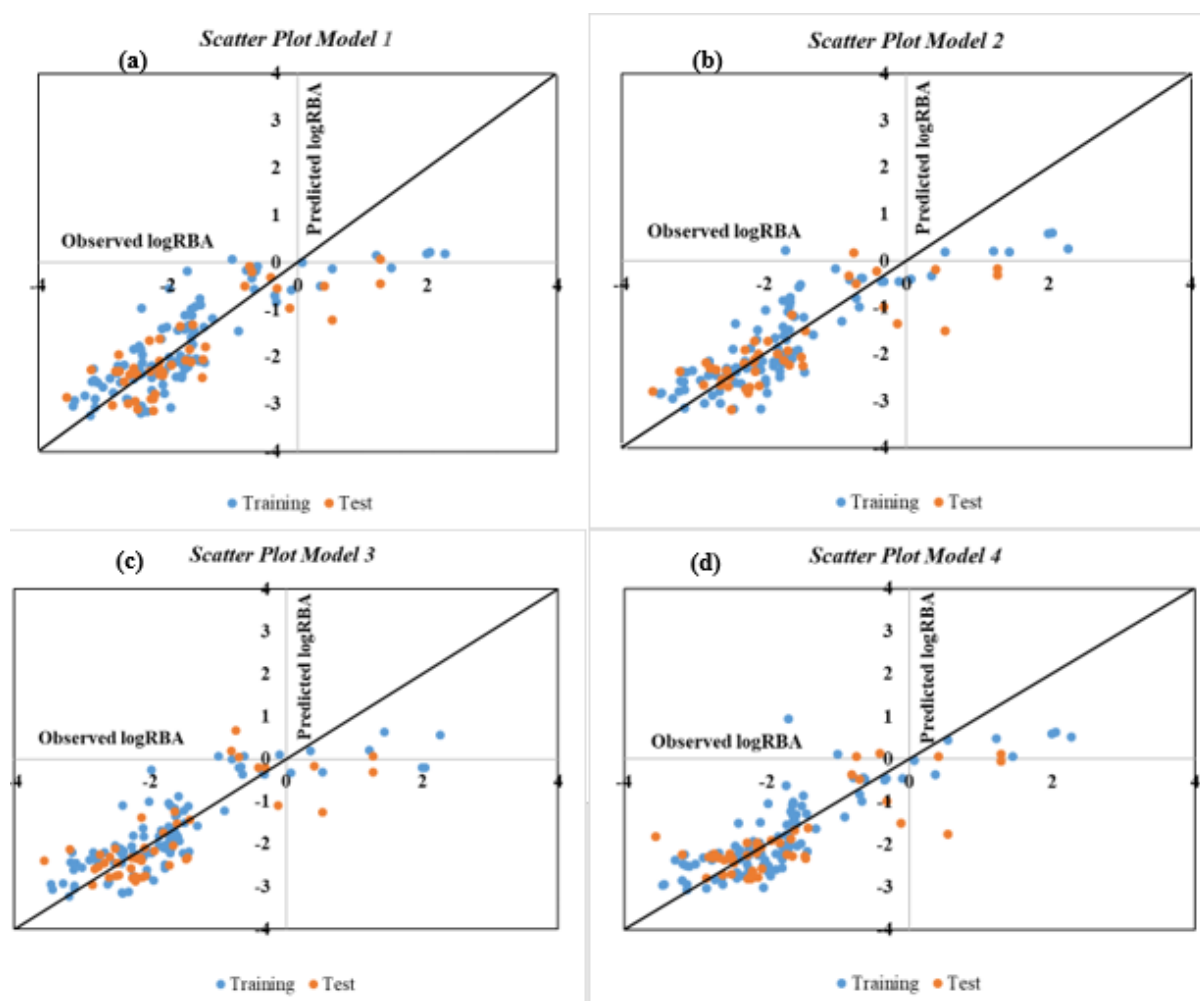 Scatter Plot Model 1
(a)
4
Predicted logRBA
3
2
1
Observed logRBA
0
-4
-2
0
2
4
-1
-2
-3
-4
Training
Test
Scatter Plot Model 2
(b)
4
Predicted logRBA
3
2
1
Observed logRBA
0
-4
-2
0
2
4
-1
-2
-3
-4
Training
Test
Scatter Plot Model 3
(c)
4
Predicted logRBA
3
2
1
Observed logRBA
0
-4
-2
0
2
4
-1
-2
-3
-4
Training
Test
Scatter Plot Model 4
(d)
4
Predicted logRBA
3
2
1
Observed logRBA
0
-4
-2
0
2
4
-1
-2
-3
-4
Training
Test